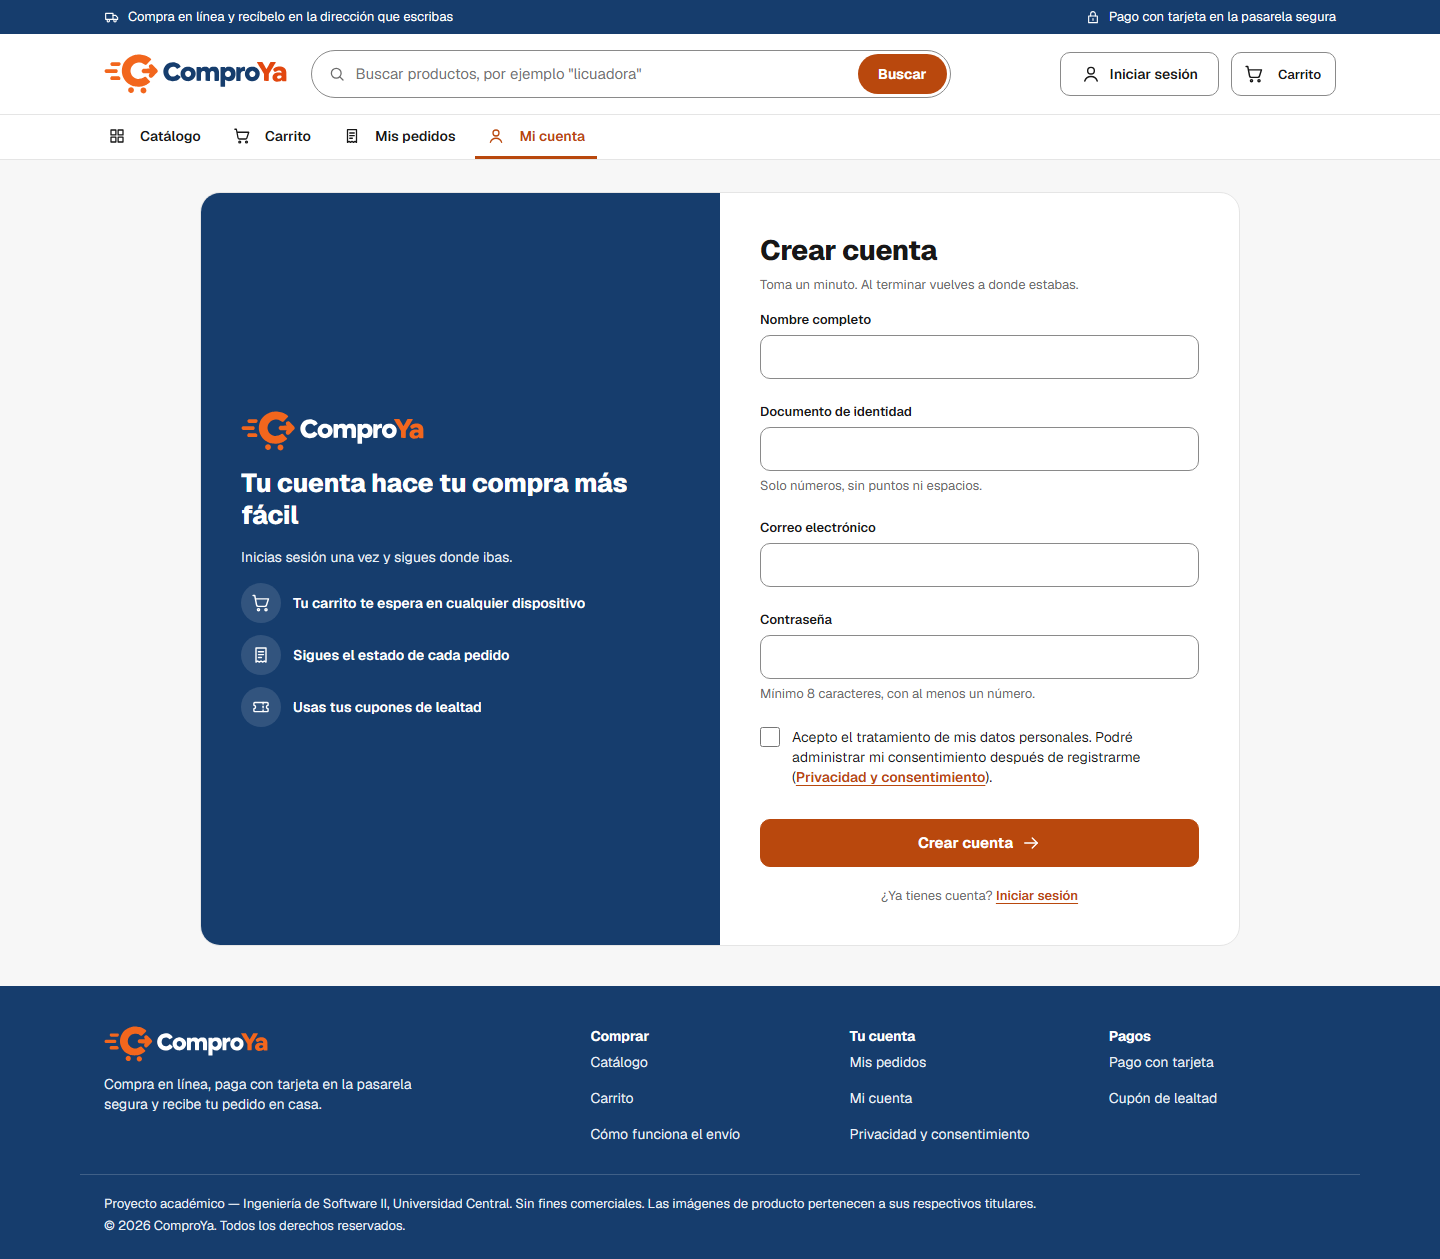 Compra en línea y recíbelo en la dirección que escribas
Pago con tarjeta en la pasarela segura
ComproYa
Buscar productos, por ejemplo "licuadora"
Buscar
Iniciar sesión
Carrito
Catálogo
Carrito
Mis pedidos
Mi cuenta
ComproYa
Tu cuenta hace tu compra más
fácil
Inicias sesión una vez y sigues donde ibas.
Tu carrito te espera en cualquier dispositivo
Sigues el estado de cada pedido
Usas tus cupones de lealtad
Crear cuenta
Toma un minuto. Al terminar vuelves a donde estabas.
Nombre completo
Documento de identidad
Solo números, sin puntos ni espacios.
Correo electrónico
Contraseña
Mínimo 8 caracteres, con al menos un número.
Acepto el tratamiento de mis datos personales. Podré
administrar mi consentimiento después de registrarme
(Privacidad y consentimiento).
Crear cuenta
¿Ya tienes cuenta? Iniciar sesión
ComproYa
Compra en línea, paga con tarjeta en la pasarela
segura y recibe tu pedido en casa.
Comprar
Catálogo
Carrito
Cómo funciona el envío
Tu cuenta
Mis pedidos
Mi cuenta
Privacidad y consentimiento
Pagos
Pago con tarjeta
Cupón de lealtad
Proyecto académico — Ingeniería de Software II, Universidad Central. Sin fines comerciales. Las imágenes de producto pertenecen a sus respectivos titulares.
© 2026 ComproYa. Todos los derechos reservados.